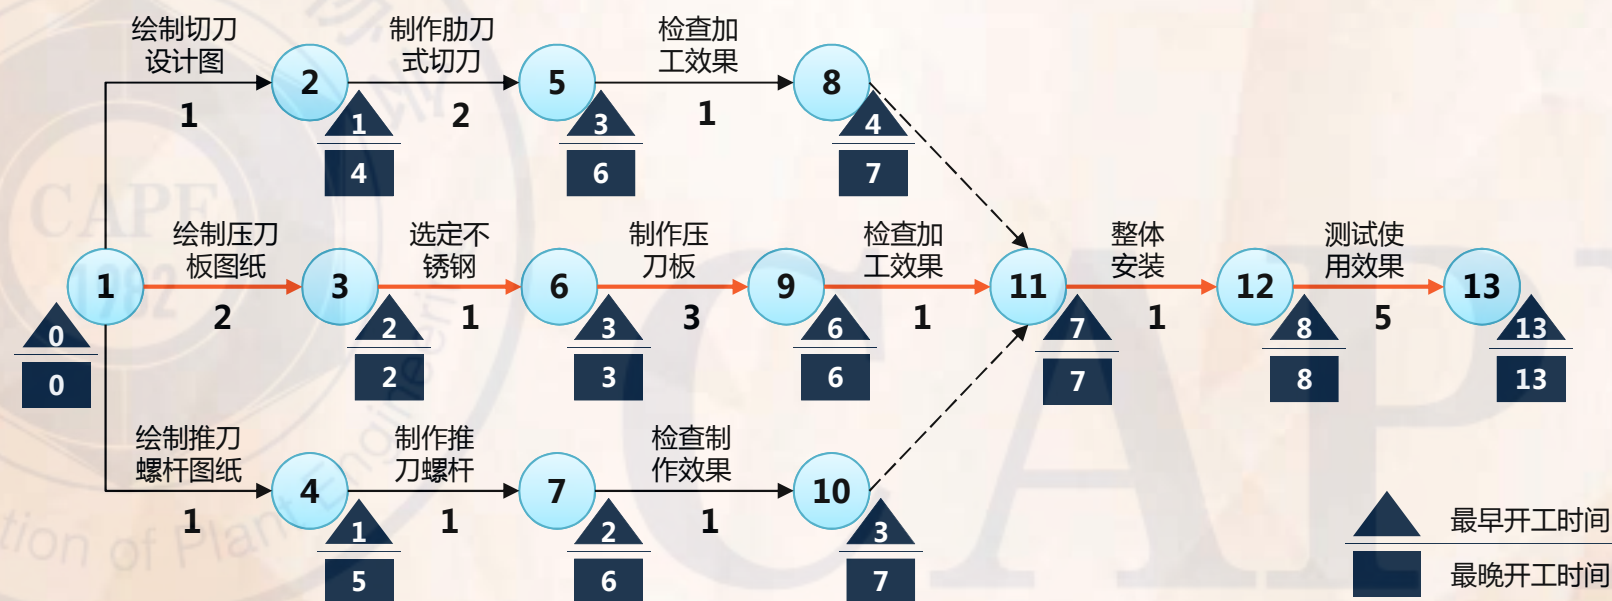 绘制切刀
设计图
1
制作肋刀
式切刀
2
检查加
工效果
1
2
1
4
5
3
6
8
4
7
绘制压刀
板图纸
2
选定不
锈钢
1
制作压
刀板
3
检查加
工效果
1
整体
安装
1
测试使
用效果
5
1
0
0
3
2
2
6
3
3
9
6
6
11
7
7
12
8
8
13
13
13
绘制推刀
螺杆图纸
1
制作推
刀螺杆
1
检查制
作效果
1
4
1
5
7
2
6
10
3
7
最早开工时间
最晚开工时间
CAPE
1982
CAP
tion of Plant Engineeri